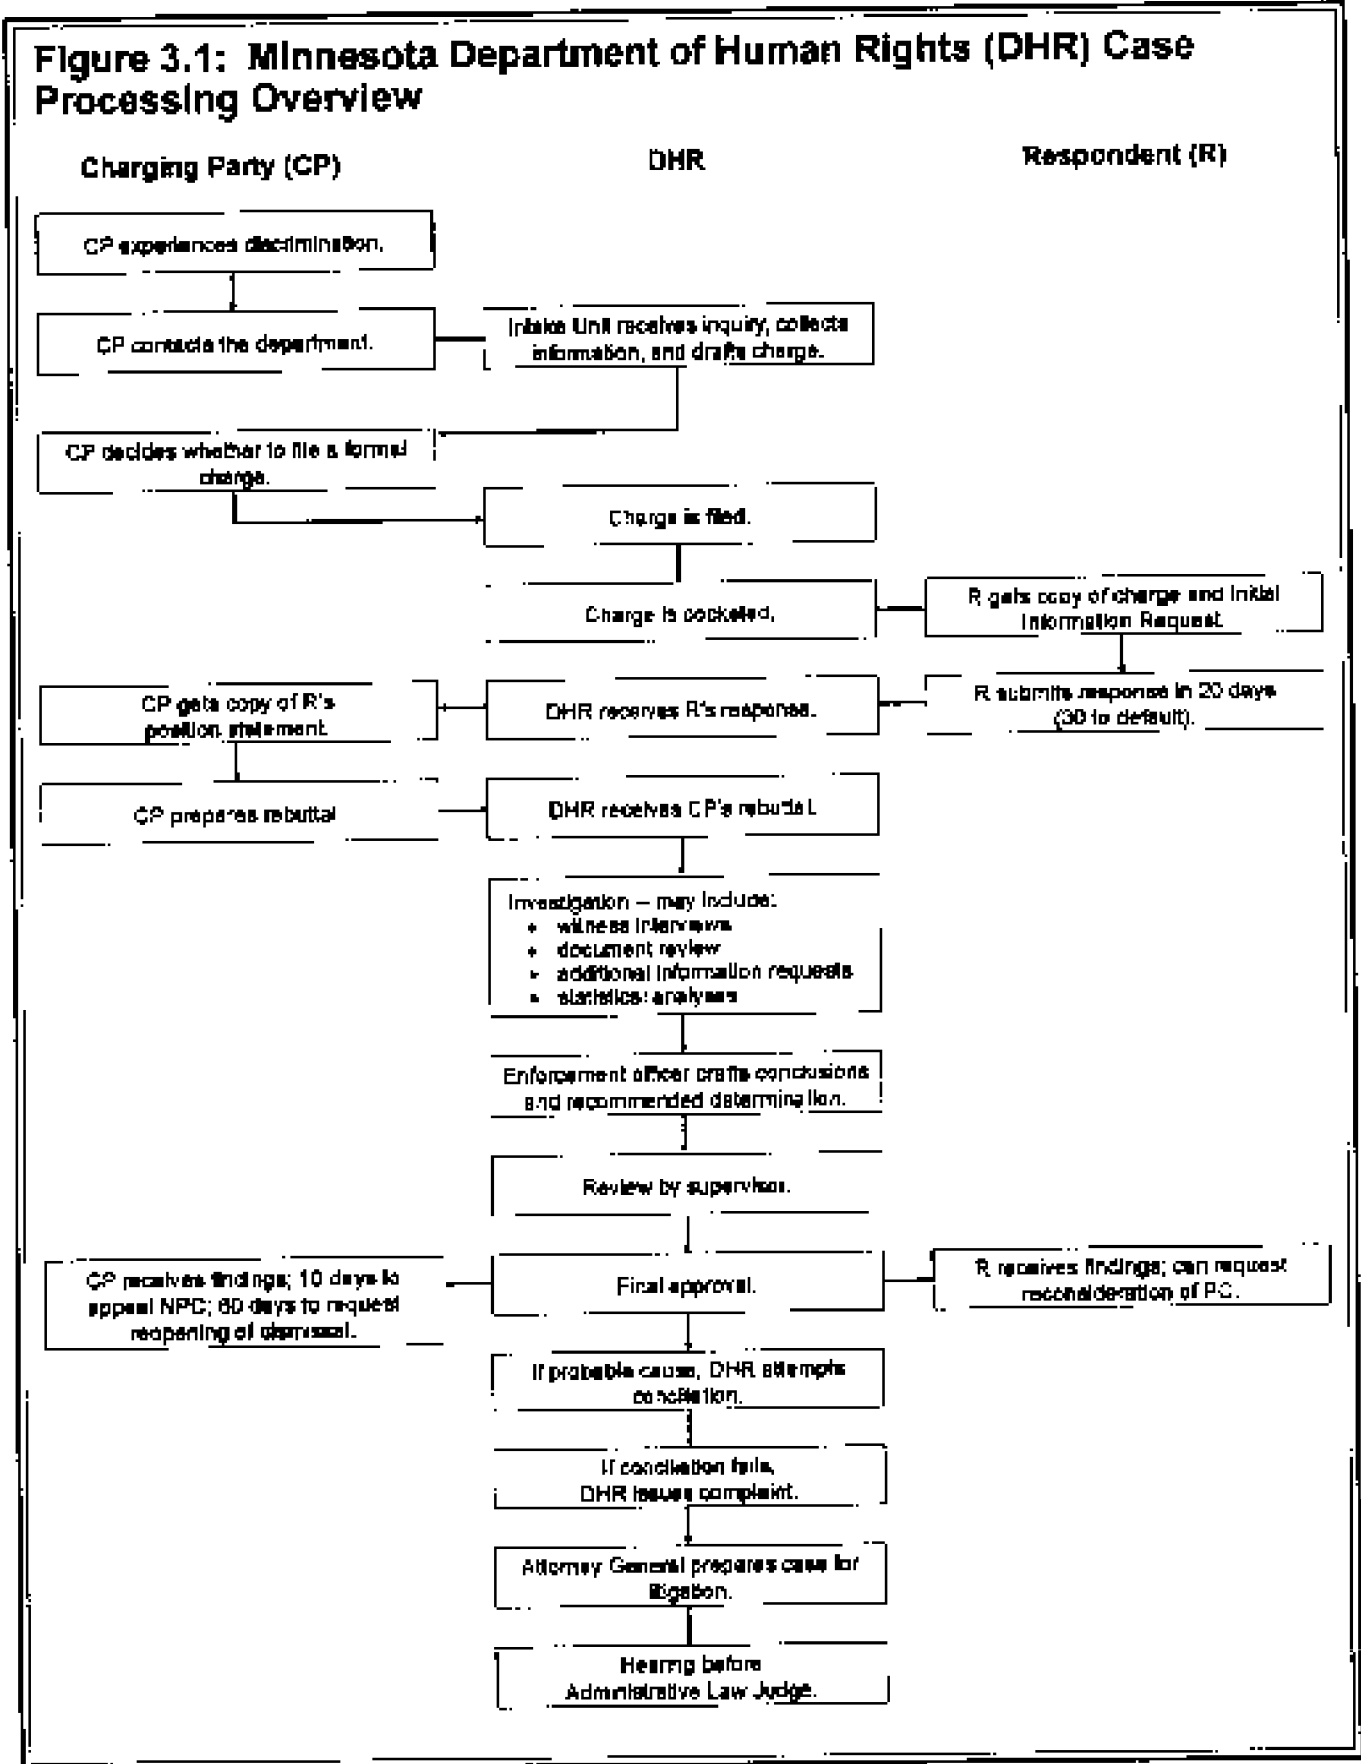 Figure 3.1: Minnesota Department of Human Rights (DHR) Case
Processing Overview
Charging Party (CP)
DHR
Respondent (R)
CP experiences discrimination.
CP contacts the department.
Intake Unit receives inquiry, collects
information, and drafts charge.
CP decides whether to file a formal
charge.
Charge is filed.
Charge is docketed.
R gets copy of charge and Initial
Information Request.
CP gets copy of R's
position statement.
DHR receives R's response.
R submits response in 20 days
(30 to default).
CP prepares rebuttal
DHR receives CP's rebuttal.
Investigation – may include:
• witness interviews
• document review
• additional information requests
• statistical analyses
Enforcement officer drafts conclusions
and recommended determination.
Review by supervisor.
CP receives findings; 10 days to
appeal NPC; 60 days to request
reopening of dismissal.
Final approval.
R receives findings; can request
reconsideration of PC.
If probable cause, DHR attempts
conciliation.
If conciliation fails,
DHR issues complaint.
Attorney General prepares case for
litigation.
Hearing before
Administrative Law Judge.